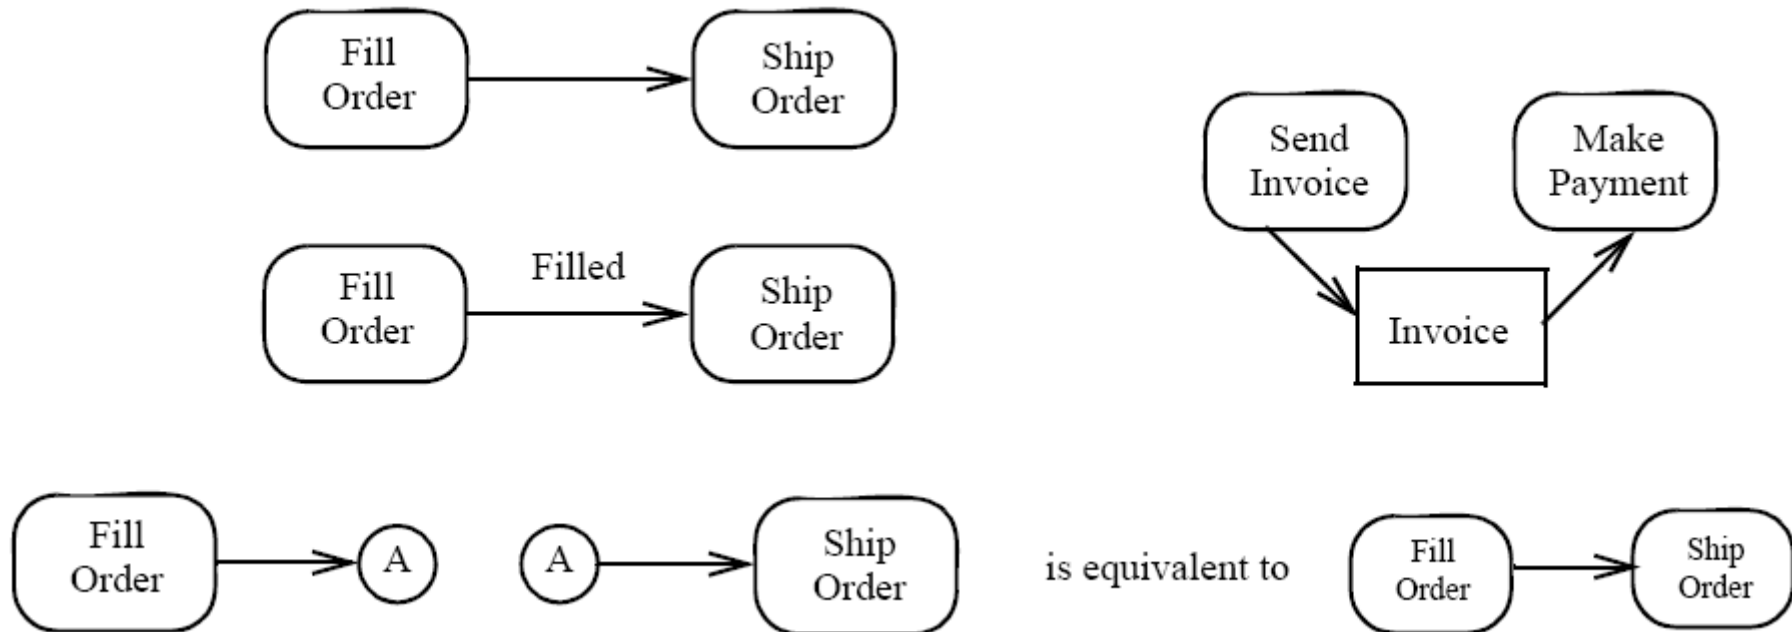 Fill
Order
Ship
Order
Send
Invoice
Make
Payment
Invoice
Fill
Order
Filled
Ship
Order
Fill
Order
A
A
Ship
Order
is equivalent to
Fill
Order
Ship
Order